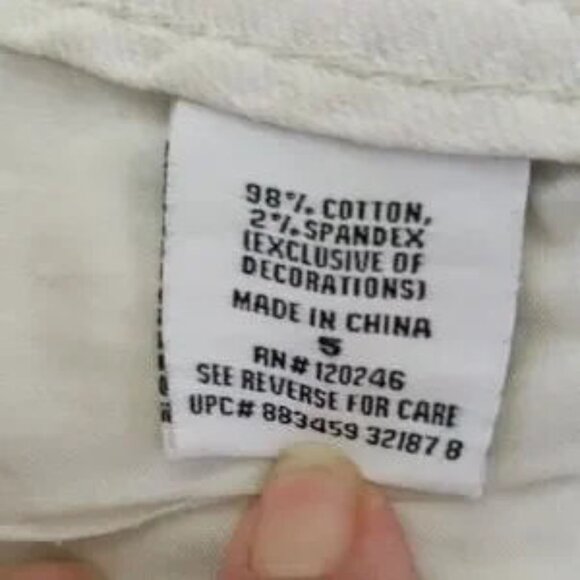 98% COTTON,
2% SPANDEX
(EXCLUSIVE OF
DECORATIONS)
MADE IN CHINA
5
RN# 120246
SEE REVERSE FOR CARE
UPC# 883459 32187 8